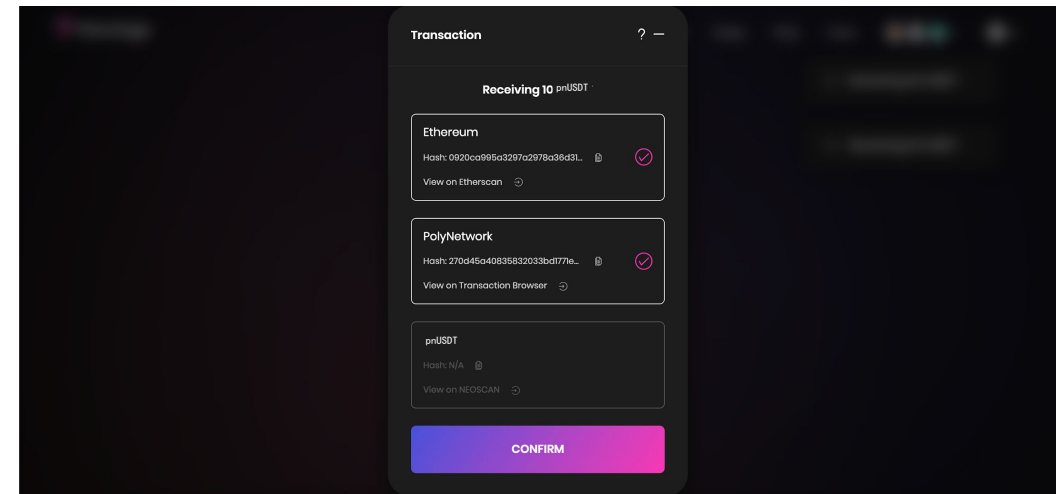 Transaction
? –
Receiving 10 pnUSDT
Ethereum
Hash: 0920ca995a3297a2978a36d31...
View on Etherscan
PolyNetwork
Hash: 270d45a40835832033bd1771e...
View on Transaction Browser
pnUSDT
Hash: N/A
View on NEOSCAN
CONFIRM